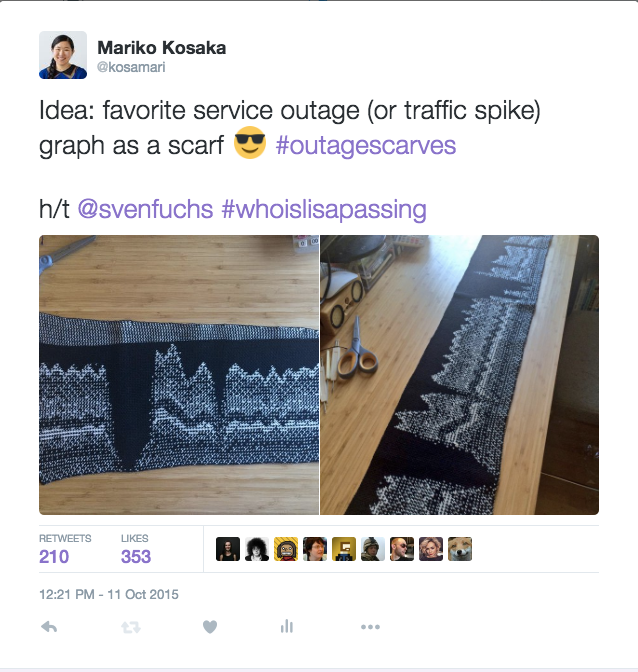 Mariko Kosaka
@kosamari
Idea: favorite service outage (or traffic spike)
graph as a scarf 😎 #outagescarves
h/t @svenfuchs #whoislisapassing
RETWEETS LIKES
210 353
12:21 PM - 11 Oct 2015